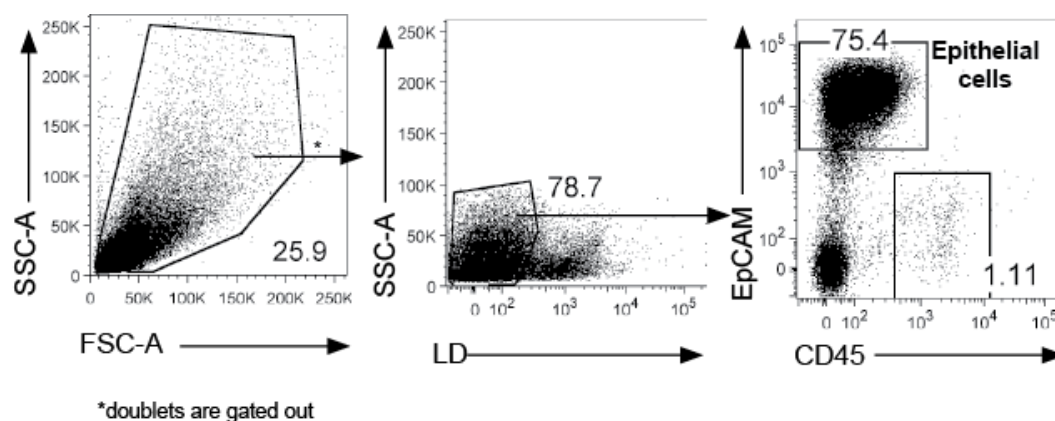 SSC-A
250K
200K
150K
100K
50K
0
0 50K 100K 150K 200K 250K
25.9
*
FSC-A
SSC-A
250K
200K
150K
100K
50K
0
0 10² 10³ 10⁴ 10⁵
78.7
LD
EpCAM
10⁵
10⁴
10³
10²
0
0 10² 10³ 10⁴ 10⁵
75.4
Epithelial
cells
1.11
CD45
*doublets are gated out